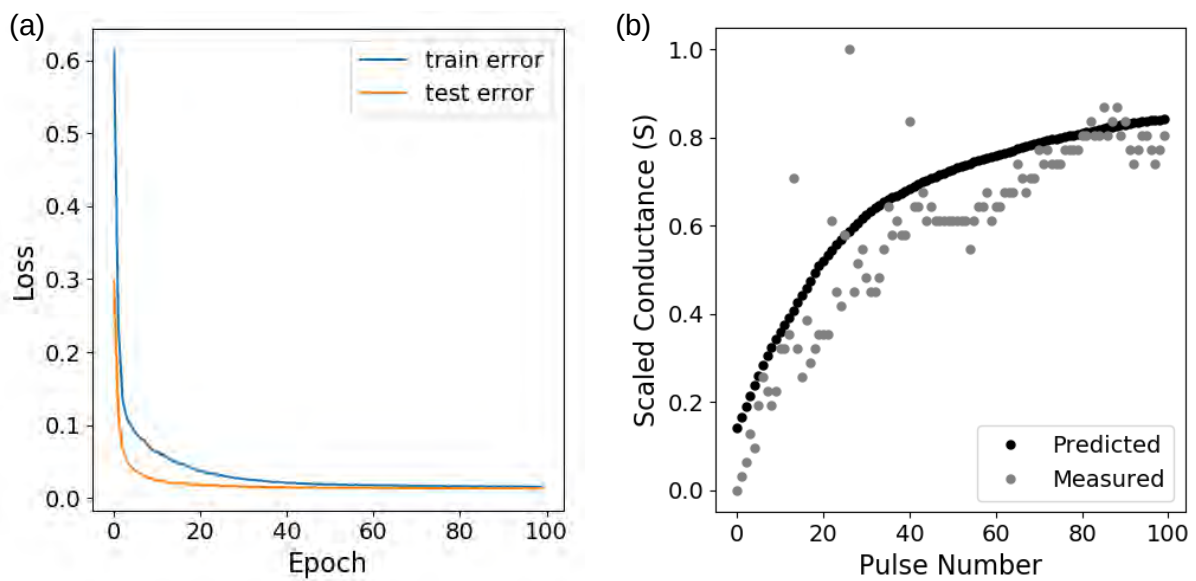 (a)
train error
test error
Loss
0.6
0.5
0.4
0.3
0.2
0.1
0.0
0 20 40 60 80 100
Epoch
(b)
Scaled Conductance (S)
1.0
0.8
0.6
0.4
0.2
0.0
Predicted
Measured
0 20 40 60 80 100
Pulse Number